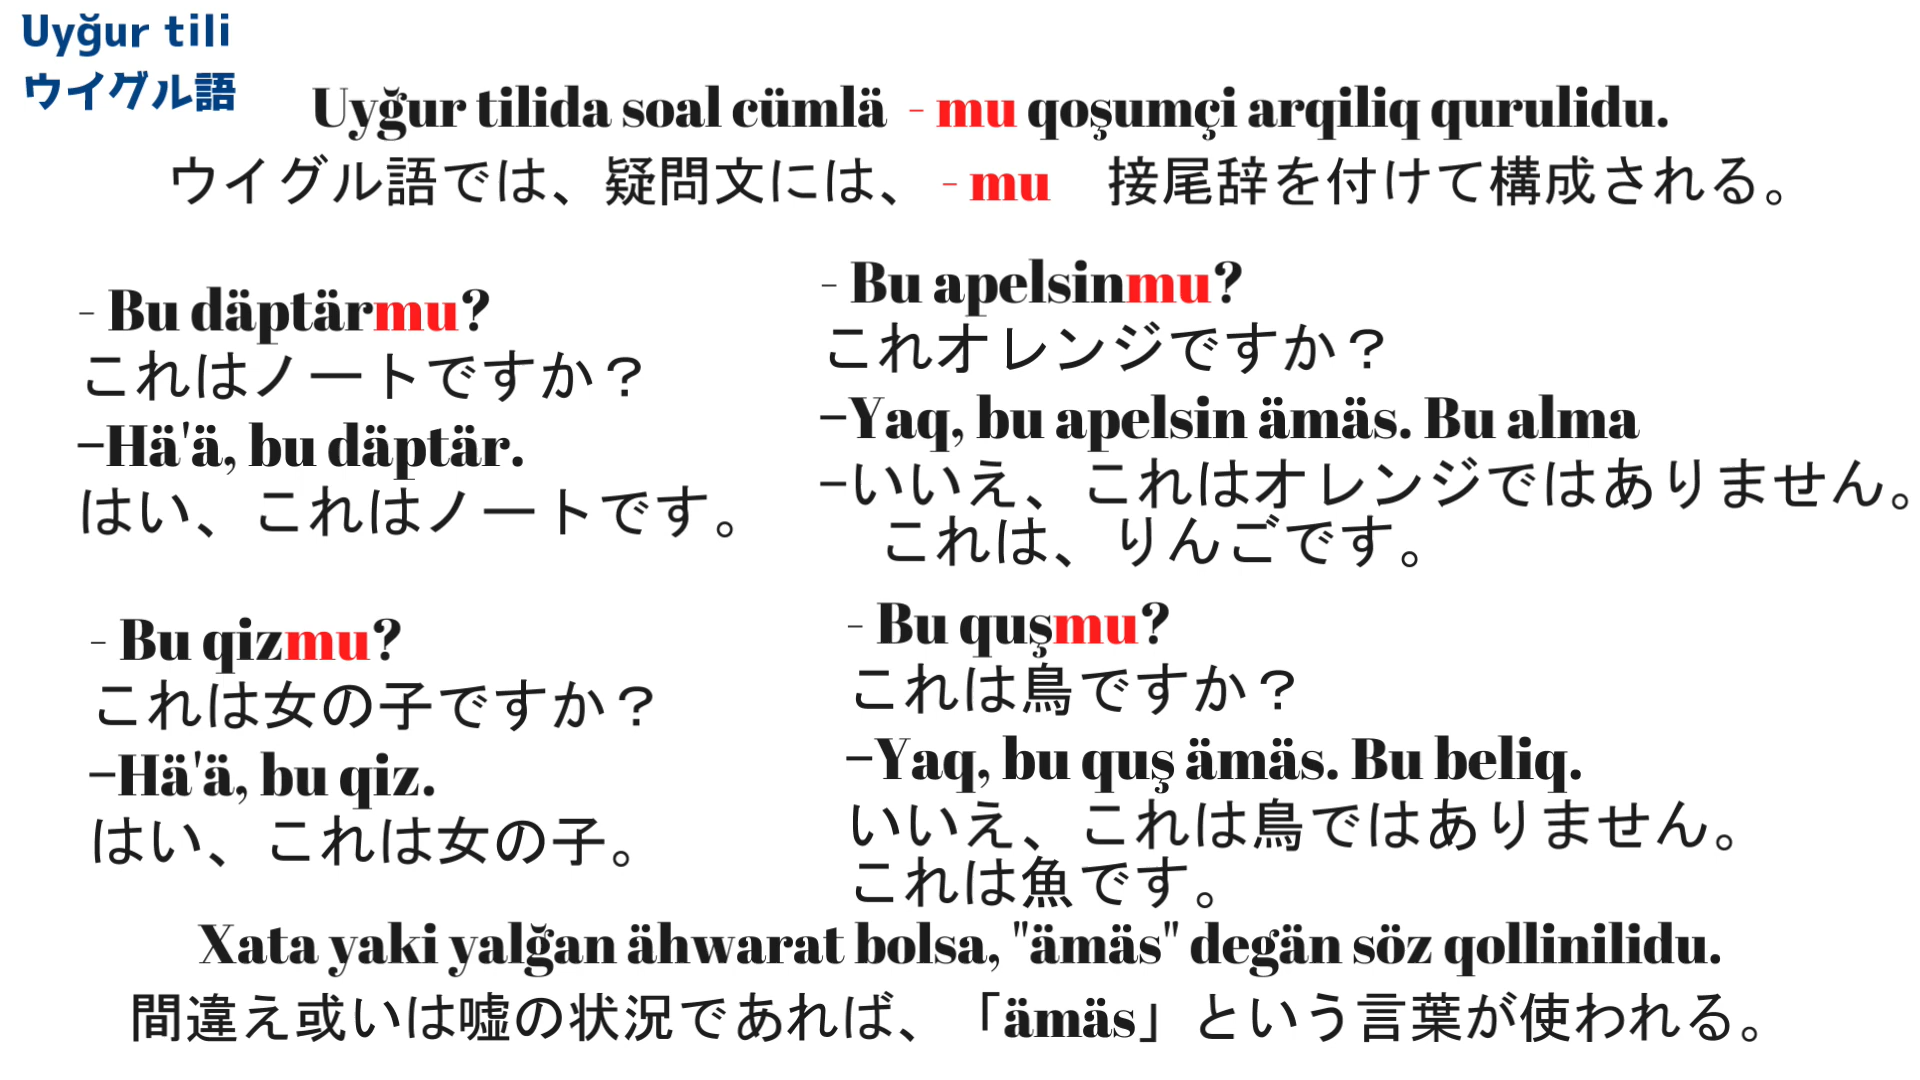 Uyğur tili
ウイグル語
Uyğur tilida soal cümlä - mu qoşumçi arqiliq qurulidu.
ウイグル語では、疑問文には、 - mu 接尾辞を付けて構成される。
- Bu däptärmu?
これはノートですか？
–Hä'ä, bu däptär.
はい、これはノートです。
- Bu apelsinmu?
これオレンジですか？
–Yaq, bu apelsin ämäs. Bu alma
–いいえ、これはオレンジではありません。
これは、りんごです。
- Bu qizmu?
これは女の子ですか？
–Hä'ä, bu qiz.
はい、これは女の子。
- Bu quşmu?
これは鳥ですか？
–Yaq, bu quş ämäs. Bu beliq.
いいえ、これは鳥ではありません。
これは魚です。
Xata yaki yalğan ähwarat bolsa, "ämäs" degän söz qollinilidu.
間違え或いは嘘の状況であれば、「ämäs」という言葉が使われる。